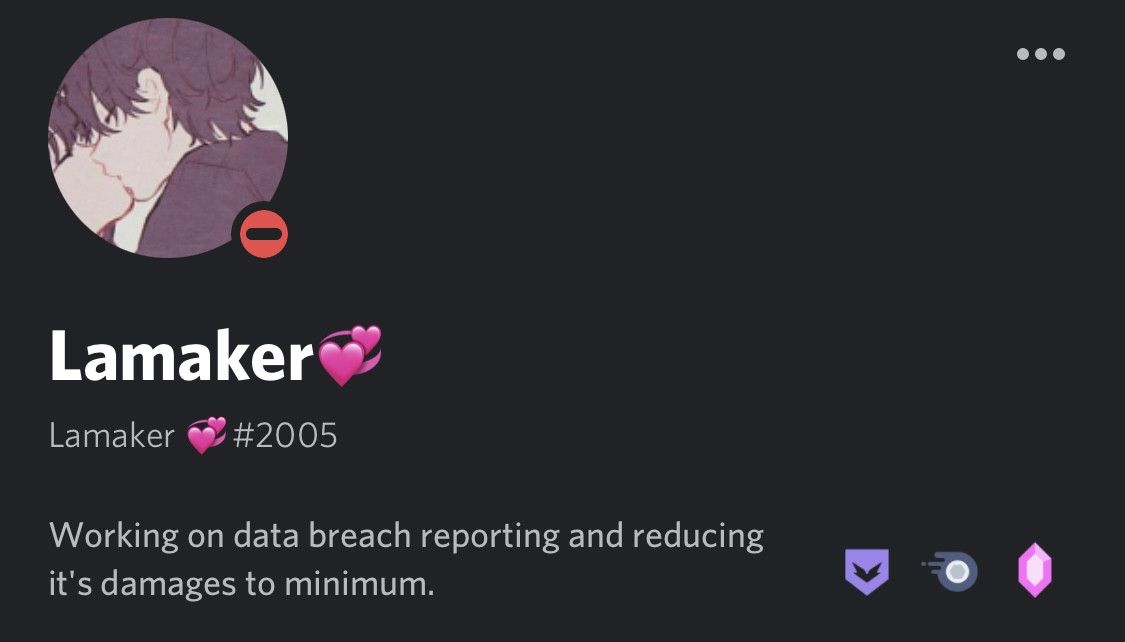 Lamaker💞
Lamaker 💞#2005
Working on data breach reporting and reducing
it's damages to minimum.